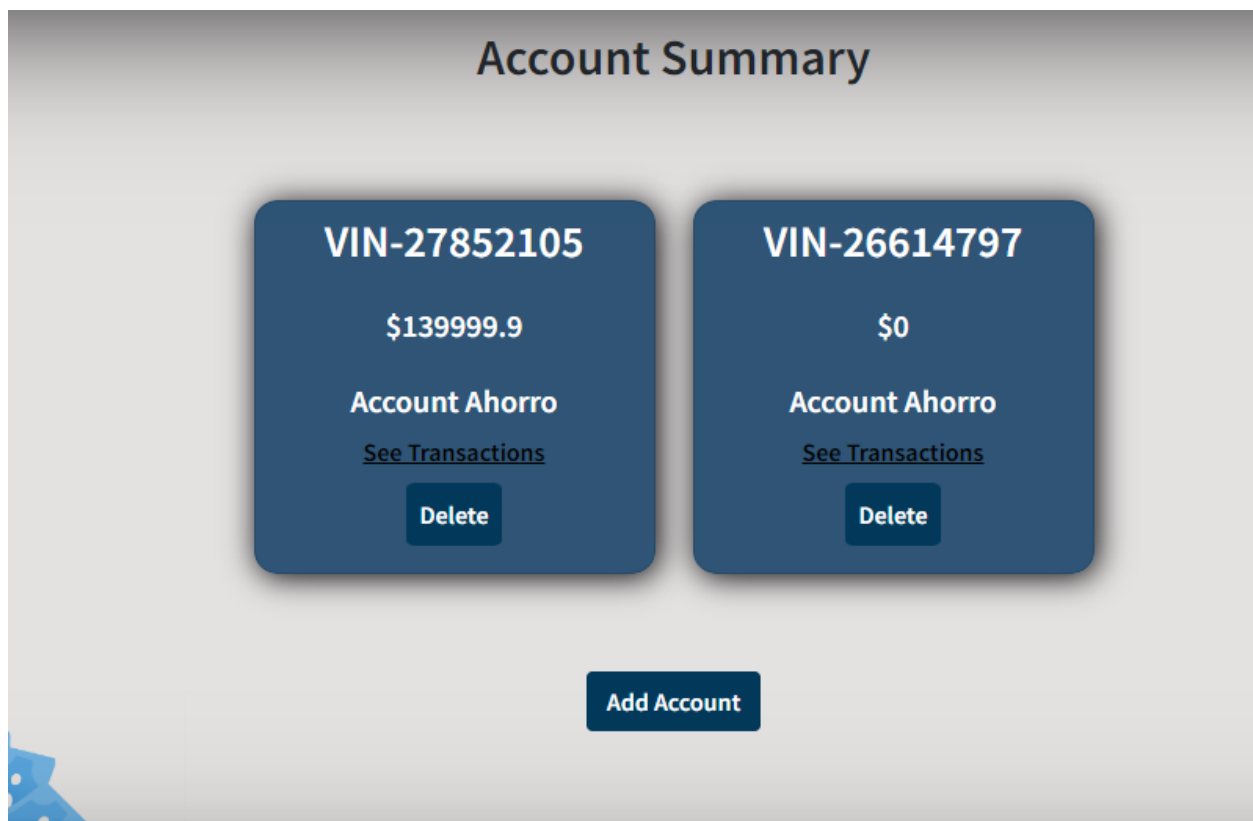 Account Summary
VIN-27852105
$139999.9
Account Ahorro
See Transactions
Delete
VIN-26614797
$0
Account Ahorro
See Transactions
Delete
Add Account